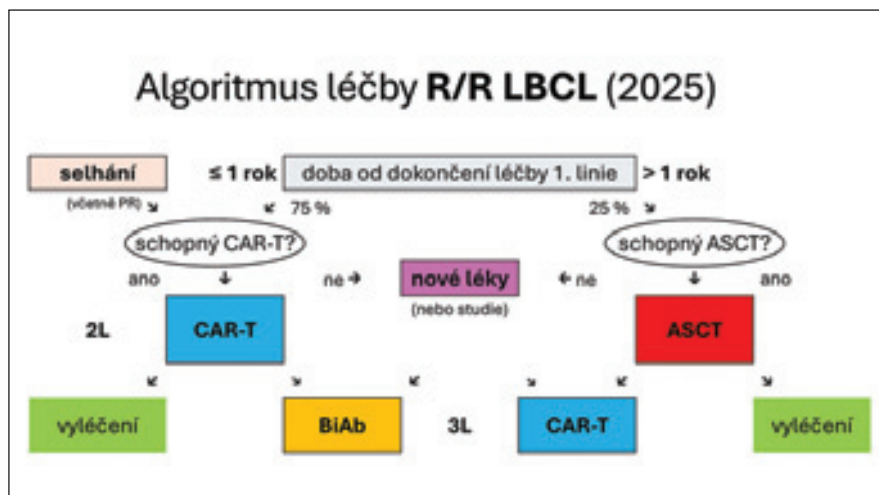 Algoritmus léčby R/R LBCL (2025)
selhání
≤ 1 rok
doba od dokončení léčby 1. linie
> 1 rok
(včetně PR)
75 %
25 %
schopný CAR-T?
schopný ASCT?
ano
ne
nové léky
ne
ano
(nebo studie)
2L
CAR-T
ASCT
vyléčení
BiAb
3L
CAR-T
vyléčení